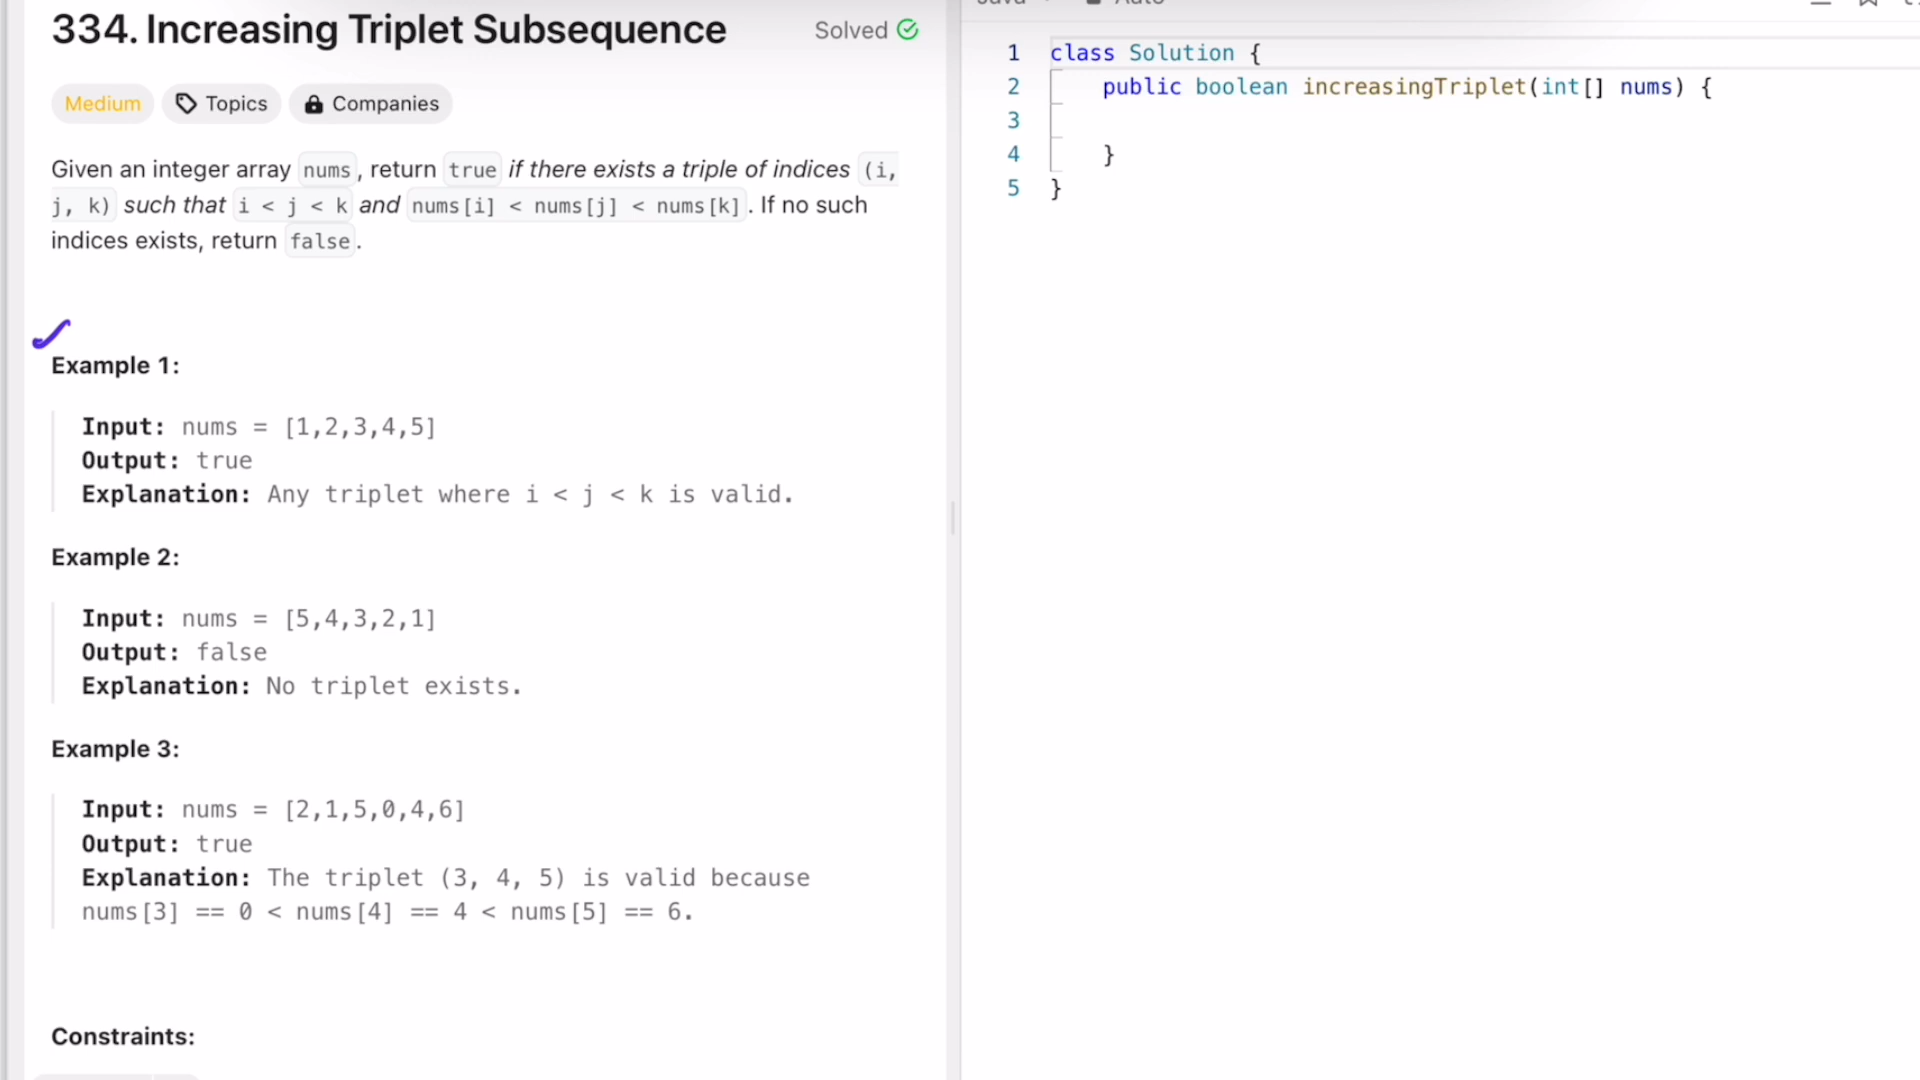 334. Increasing Triplet Subsequence
Solved
Medium Topics Companies
Given an integer array nums, return true if there exists a triple of indices (i,
j, k) such that i < j < k and nums[i] < nums[j] < nums[k]. If no such
indices exists, return false.
Example 1:
Input: nums = [1,2,3,4,5]
Output: true
Explanation: Any triplet where i < j < k is valid.
Example 2:
Input: nums = [5,4,3,2,1]
Output: false
Explanation: No triplet exists.
Example 3:
Input: nums = [2,1,5,0,4,6]
Output: true
Explanation: The triplet (3, 4, 5) is valid because
nums[3] == 0 < nums[4] == 4 < nums[5] == 6.
Constraints:
Java Auto
1 class Solution {
2 public boolean increasingTriplet(int[] nums) {
3
4 }
5 }